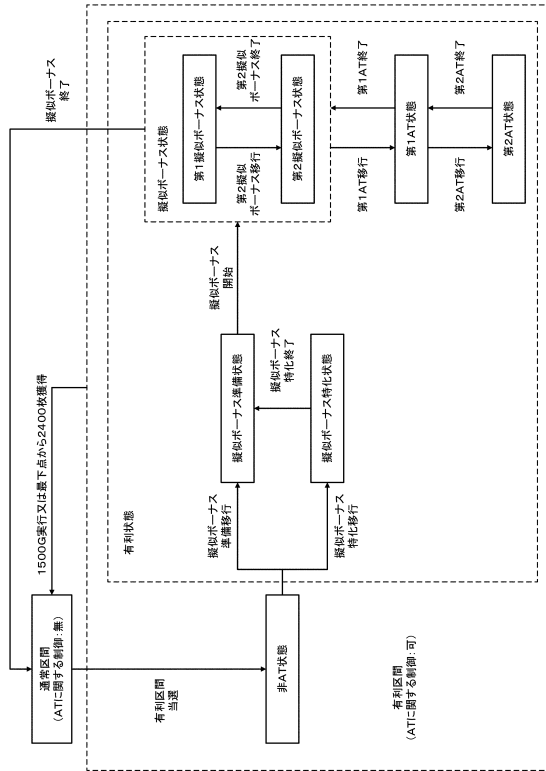 通常区間
(ATに関する制御:無)
1500G実行又は最下点から2400枚獲得
擬似ボーナス
終了
有利区間
当選
有利区間
(ATに関する制御:可)
非AT状態
有利状態
擬似ボーナス
準備移行
擬似ボーナス
特化移行
擬似ボーナス準備状態
擬似ボーナス
特化終了
擬似ボーナス特化状態
擬似ボーナス
開始
擬似ボーナス状態
第1擬似ボーナス状態
第2擬似
ボーナス移行
第2擬似
ボーナス終了
第2擬似ボーナス状態
第1AT移行
第1AT終了
第1AT状態
第2AT移行
第2AT終了
第2AT状態